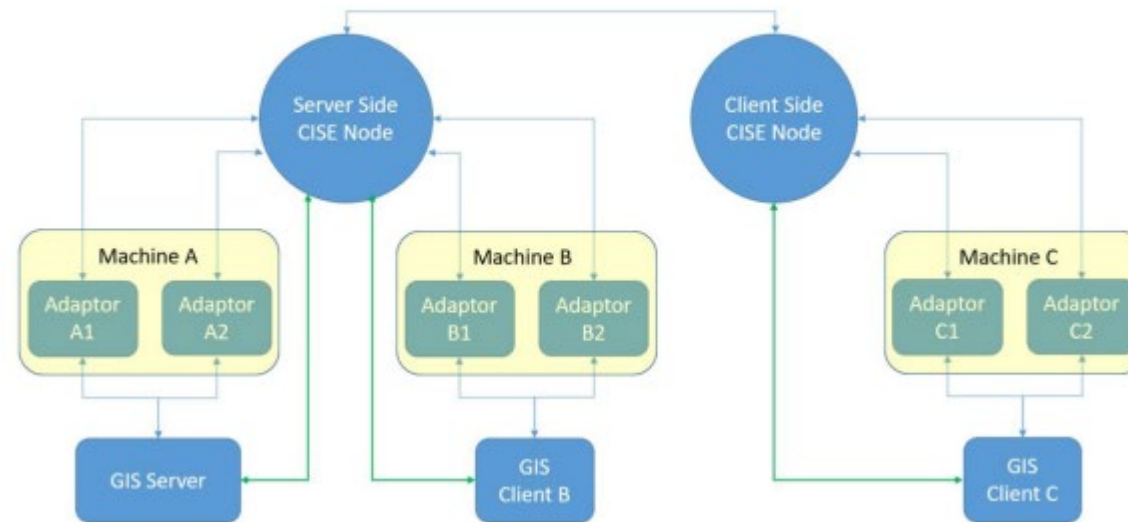 Server Side
CISE Node
Client Side
CISE Node
Machine A
Adaptor
A1
Adaptor
A2
Machine B
Adaptor
B1
Adaptor
B2
Machine C
Adaptor
C1
Adaptor
C2
GIS Server
GIS
Client B
GIS
Client C